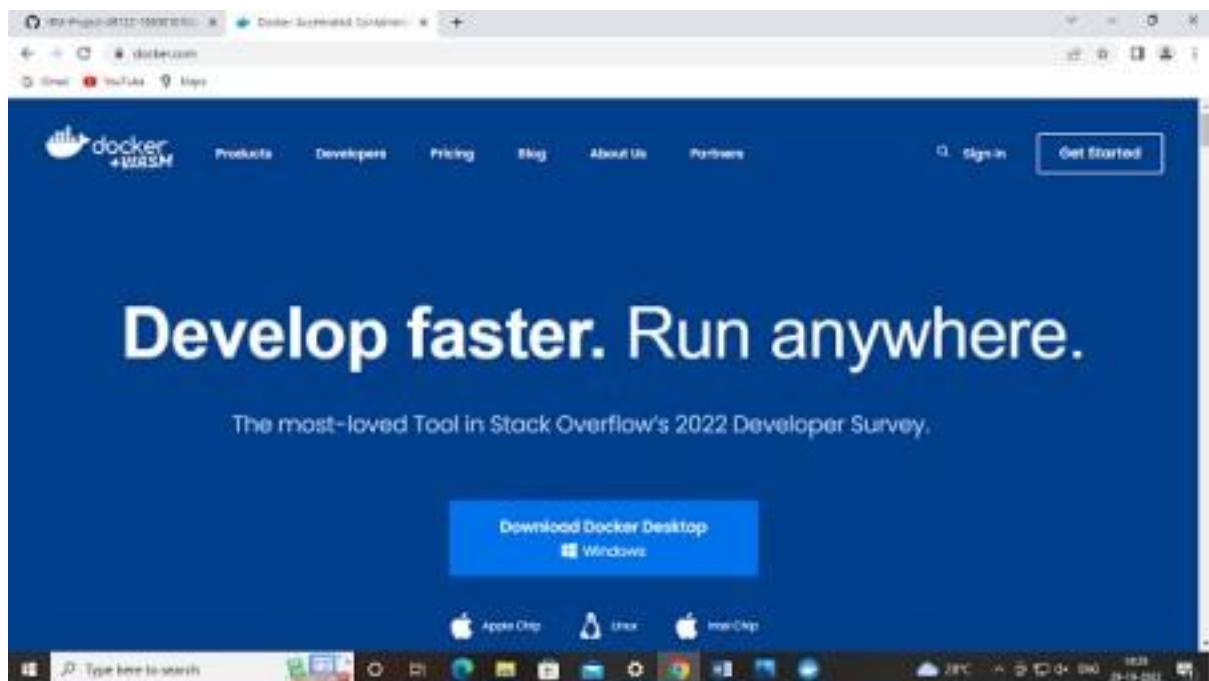 docker.com
Gmail YouTube Maps
docker
+WASM
Products Developers Pricing Blog About Us Partners Sign In Get Started
Develop faster. Run anywhere.
The most-loved Tool in Stack Overflow's 2022 Developer Survey.
Download Docker Desktop
Windows
Apple Chip Linux Intel Chip
Type here to search
ENG